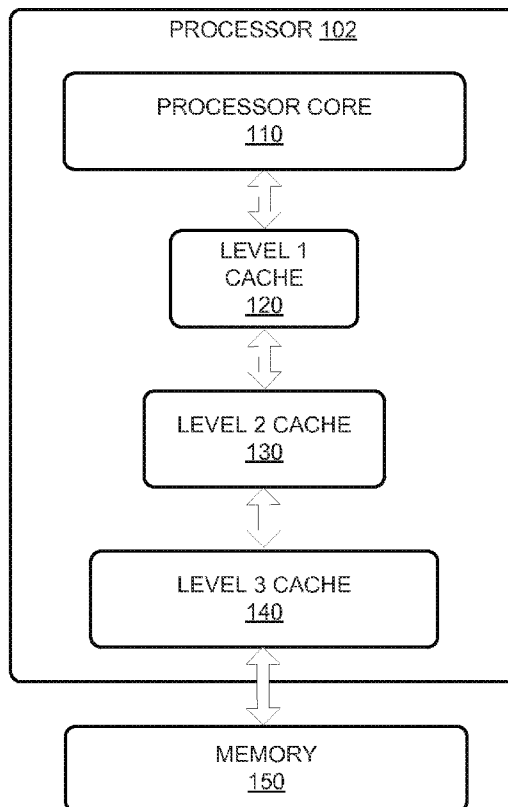 PROCESSOR 102
PROCESSOR CORE
110
LEVEL 1
CACHE
120
LEVEL 2 CACHE
130
LEVEL 3 CACHE
140
MEMORY
150